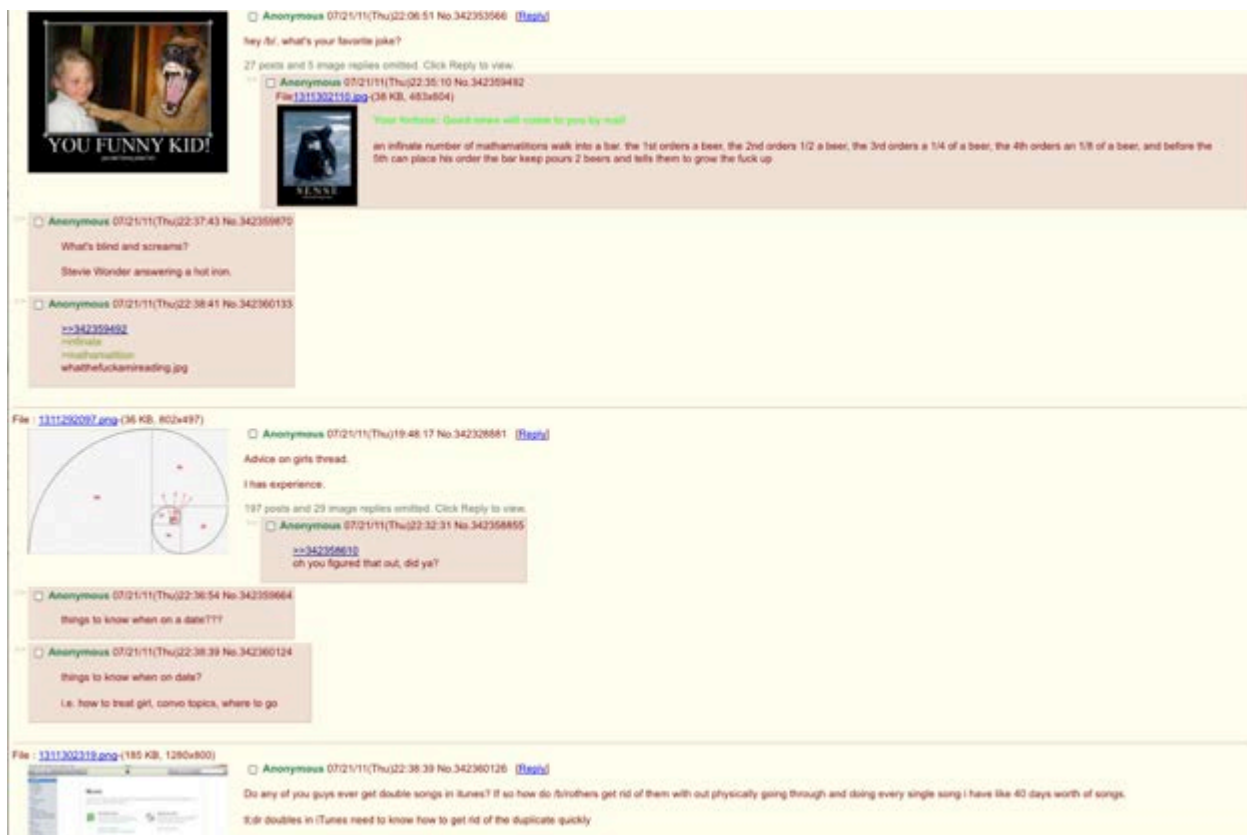 Anonymous 07/21/11(Thu)22:06:51 No.342353566 [Reply]
hey /b/, what's your favorite joke?
27 posts and 5 image replies omitted. Click Reply to view.
YOU FUNNY KID!
Anonymous 07/21/11(Thu)22:35:10 No.342359492
File1311302110.jpg-(38 KB, 483x604)
Your fortune: Good news will come to you by mail
an infinate number of mathamatitions walk into a bar. the 1st orders a beer, the 2nd orders 1/2 a beer, the 3rd orders a 1/4 of a beer, the 4th orders an 1/8 of a beer, and before the
5th can place his order the bar keep pours 2 beers and tells them to grow the fuck up
SENSE
Anonymous 07/21/11(Thu)22:37:43 No.342359870
What's blind and screams?
Stevie Wonder answering a hot iron.
Anonymous 07/21/11(Thu)22:38:41 No.342360133
>>342359492
>infinate
>mathamatition
whatthefuckamireading.jpg
File : 1311292097.png-(36 KB, 802x497)
Anonymous 07/21/11(Thu)19:48:17 No.342328881 [Reply]
Advice on girls thread.
I has experience.
197 posts and 29 image replies omitted. Click Reply to view.
Anonymous 07/21/11(Thu)22:32:31 No.342358855
>>342358610
oh you figured that out, did ya?
Anonymous 07/21/11(Thu)22:36:54 No.342359664
things to know when on a date???
Anonymous 07/21/11(Thu)22:38:39 No.342360124
things to know when on date?
i.e. how to treat girl, convo topics, where to go
File : 1311302319.png-(185 KB, 1280x800)
Anonymous 07/21/11(Thu)22:38:39 No.342360126 [Reply]
Do any of you guys ever get double songs in itunes? If so how do /b/rothers get rid of them with out physically going through and doing every single song i have like 40 days worth of songs.
tl;dr doubles in iTunes need to know how to get rid of the duplicate quickly